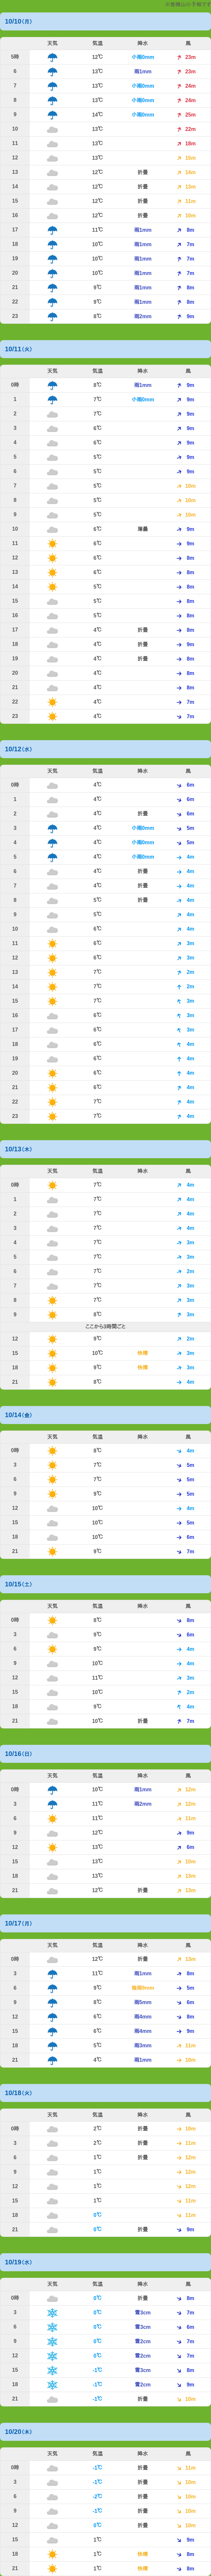 の予報です
10/10(月)
天気 気温 降水 風
5時 12℃ 小雨0mm 23m
6 13℃ 雨1mm 23m
7 13℃ 小雨0mm 24m
8 13℃ 小雨0mm 24m
9 14℃ 小雨0mm 25m
10 13℃ 22m
11 13℃ 18m
12 13℃ 15m
13 12℃ 折畳 14m
14 12℃ 折畳 13m
15 12℃ 折畳 11m
16 12℃ 折畳 10m
17 11℃ 雨1mm 8m
18 10℃ 雨1mm 7m
19 10℃ 雨1mm 7m
20 10℃ 雨1mm 7m
21 9℃ 雨1mm 8m
22 9℃ 雨1mm 8m
23 8℃ 雨2mm 9m
10/11(火)
天気 気温 降水 風
0時 8℃ 雨1mm 9m
1 7℃ 小雨0mm 9m
2 7℃ 9m
3 6℃ 9m
4 6℃ 9m
5 5℃ 9m
6 5℃ 9m
7 5℃ 10m
8 5℃ 10m
9 5℃ 10m
10 6℃ 薄曇 9m
11 6℃ 9m
12 6℃ 8m
13 6℃ 8m
14 5℃ 8m
15 5℃ 8m
16 5℃ 8m
17 4℃ 折畳 8m
18 4℃ 折畳 9m
19 4℃ 折畳 8m
20 4℃ 8m
21 4℃ 8m
22 4℃ 7m
23 4℃ 7m
10/12(水)
天気 気温 降水 風
0時 4℃ 6m
1 4℃ 6m
2 4℃ 折畳 6m
3 4℃ 小雨0mm 5m
4 4℃ 小雨0mm 5m
5 4℃ 小雨0mm 4m
6 4℃ 折畳 4m
7 4℃ 折畳 4m
8 5℃ 折畳 4m
9 5℃ 4m
10 6℃ 4m
11 6℃ 3m
12 6℃ 3m
13 7℃ 2m
14 7℃ 2m
15 7℃ 3m
16 6℃ 3m
17 6℃ 3m
18 6℃ 4m
19 6℃ 4m
20 6℃ 4m
21 6℃ 4m
22 7℃ 4m
23 7℃ 4m
10/13(木)
天気 気温 降水 風
0時 7℃ 4m
1 7℃ 4m
2 7℃ 4m
3 7℃ 4m
4 7℃ 3m
5 7℃ 3m
6 7℃ 2m
7 7℃ 3m
8 7℃ 3m
9 8℃ 3m
ここから3時間ごと
12 9℃ 2m
15 10℃ 快晴 3m
18 9℃ 快晴 3m
21 8℃ 4m
10/14(金)
天気 気温 降水 風
0時 8℃ 4m
3 7℃ 5m
6 7℃ 5m
9 9℃ 5m
12 10℃ 4m
15 10℃ 5m
18 10℃ 6m
21 9℃ 7m
10/15(土)
天気 気温 降水 風
0時 8℃ 8m
3 9℃ 6m
6 9℃ 4m
9 10℃ 4m
12 11℃ 3m
15 10℃ 2m
18 9℃ 4m
21 10℃ 折畳 7m
10/16(日)
天気 気温 降水 風
0時 10℃ 雨1mm 12m
3 11℃ 雨2mm 12m
6 11℃ 11m
9 12℃ 9m
12 13℃ 6m
15 13℃ 10m
18 13℃ 13m
21 12℃ 折畳 13m
10/17(月)
天気 気温 降水 風
0時 12℃ 折畳 13m
3 11℃ 雨1mm 8m
6 9℃ 5m
9 8℃ 雨5mm 6m
12 6℃ 雨4mm 8m
15 6℃ 雨4mm 9m
18 5℃ 雨3mm 11m
21 4℃ 雨1mm 10m
10/18(火)
天気 気温 降水 風
0時 2℃ 折畳 10m
3 2℃ 折畳 11m
6 1℃ 折畳 12m
9 1℃ 12m
12 1℃ 12m
15 1℃ 11m
18 0℃ 11m
21 0℃ 折畳 9m
10/19(水)
天気 気温 降水 風
0時 0℃ 折畳 8m
3 0℃ 雪3cm 7m
6 0℃ 雪3cm 6m
9 0℃ 雪2cm 7m
12 0℃ 雪2cm 7m
15 -1℃ 雪3cm 8m
18 -1℃ 雪2cm 9m
21 -1℃ 折畳 10m
10/20(木)
天気 気温 降水 風
0時 -1℃ 折畳 11m
3 -1℃ 折畳 10m
6 -2℃ 折畳 10m
9 -1℃ 折畳 10m
12 0℃ 折畳 10m
15 1℃ 9m
18 1℃ 快晴 8m
21 1℃ 快晴 8m